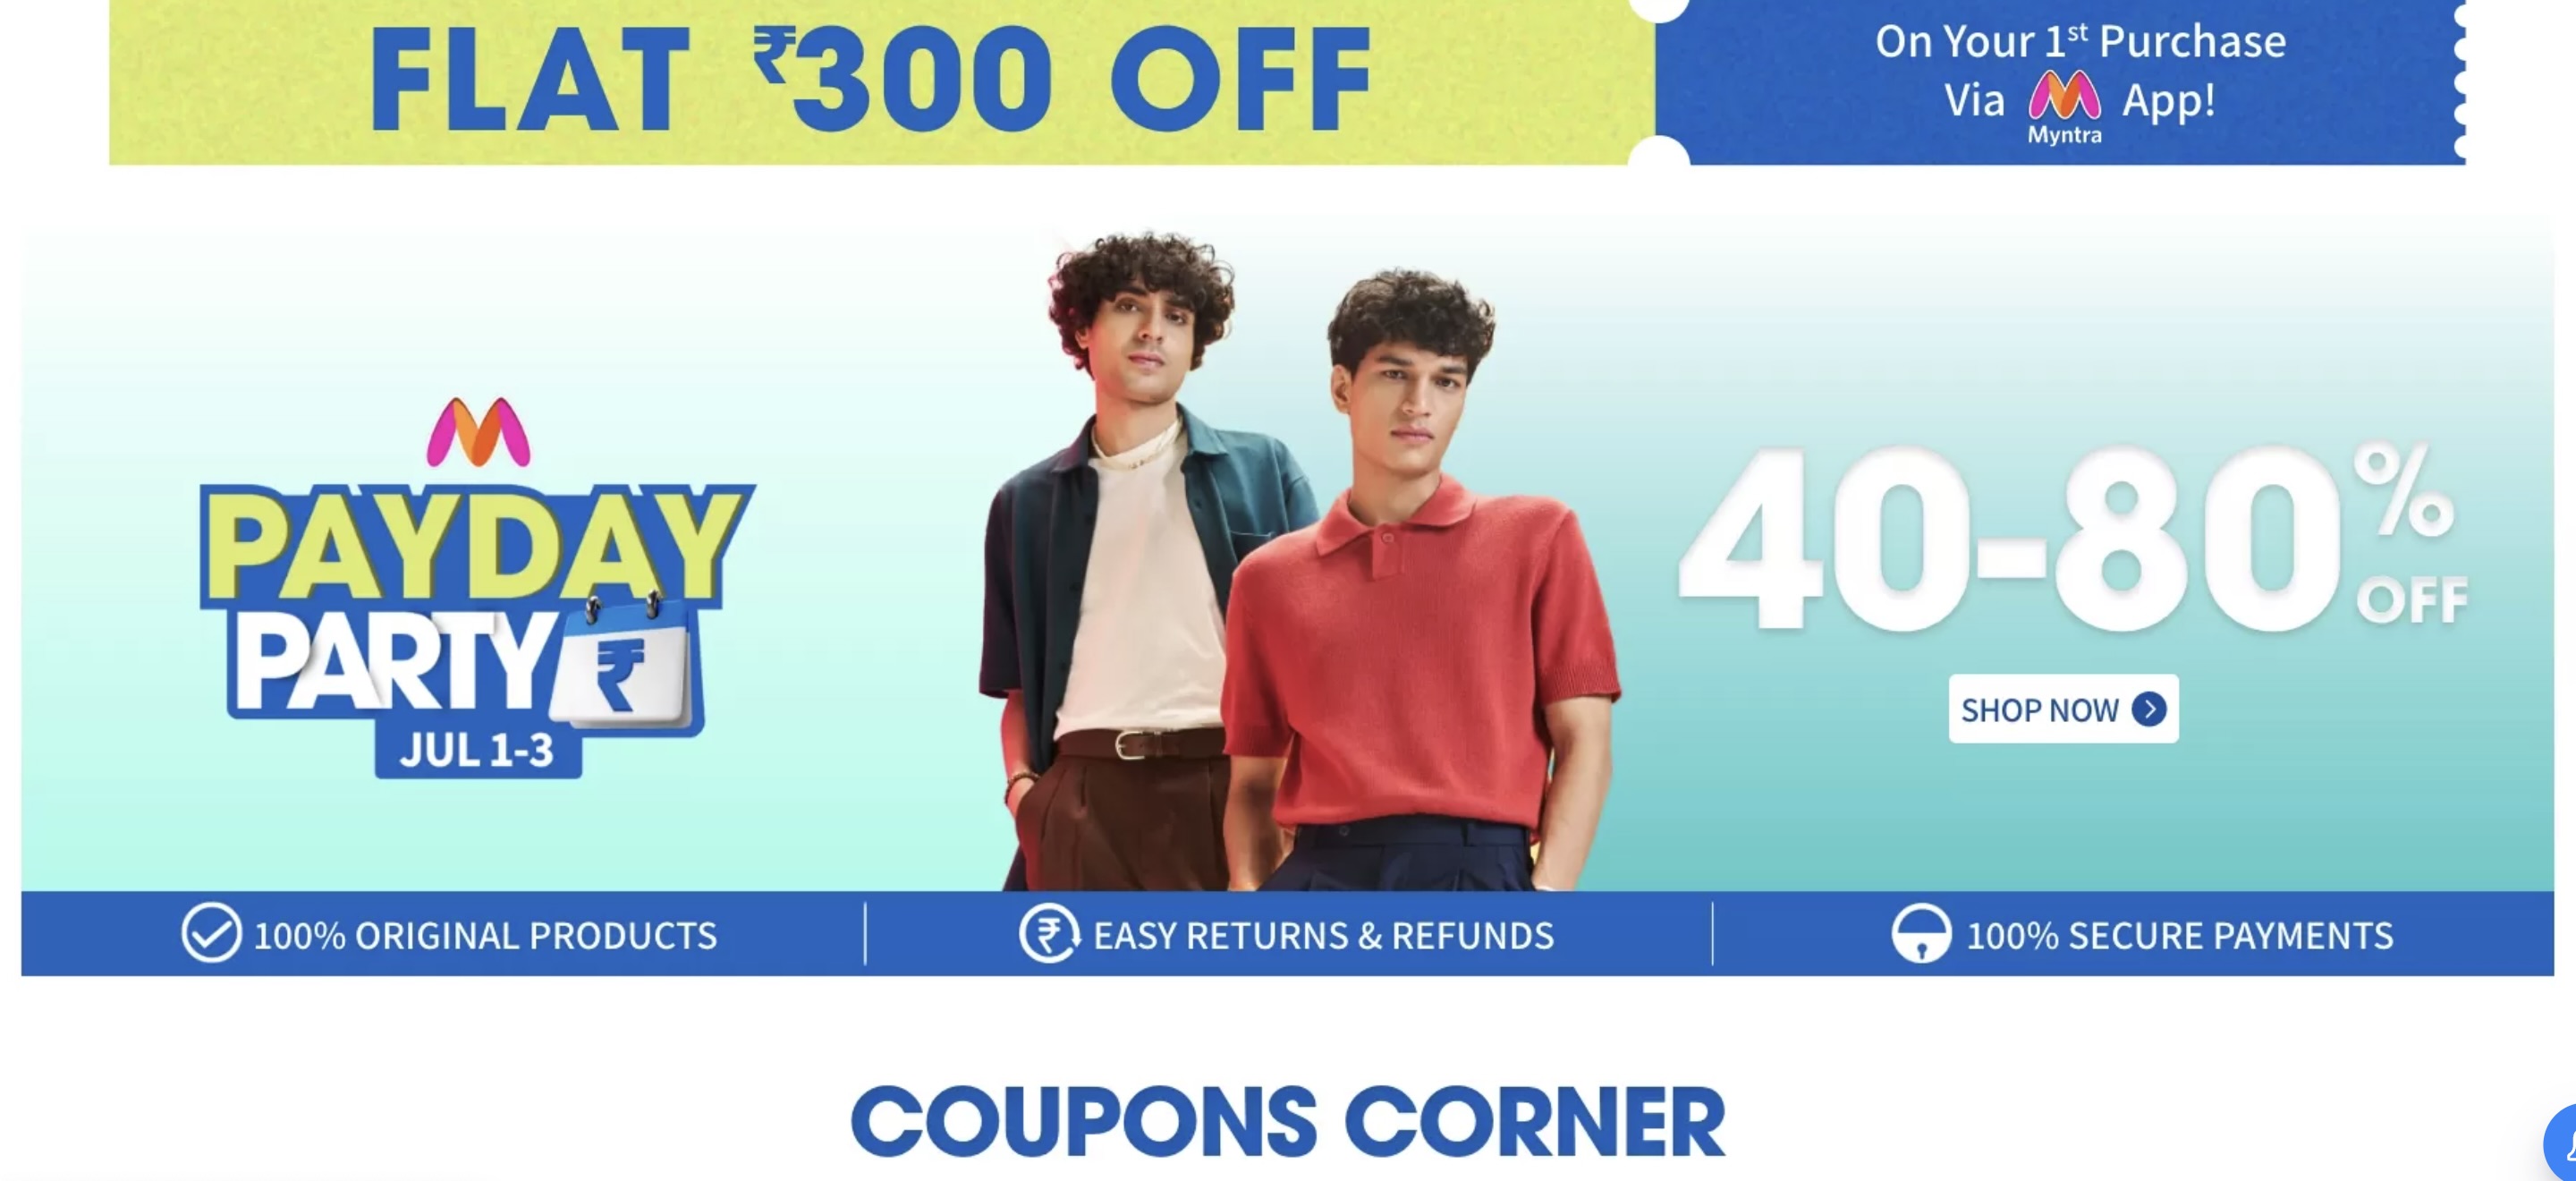 FLAT ₹300 OFF
On Your 1st Purchase
Via Myntra App!
PAYDAY
PARTY ₹
JUL 1-3
40-80% OFF
SHOP NOW
100% ORIGINAL PRODUCTS
EASY RETURNS & REFUNDS
100% SECURE PAYMENTS
COUPONS CORNER